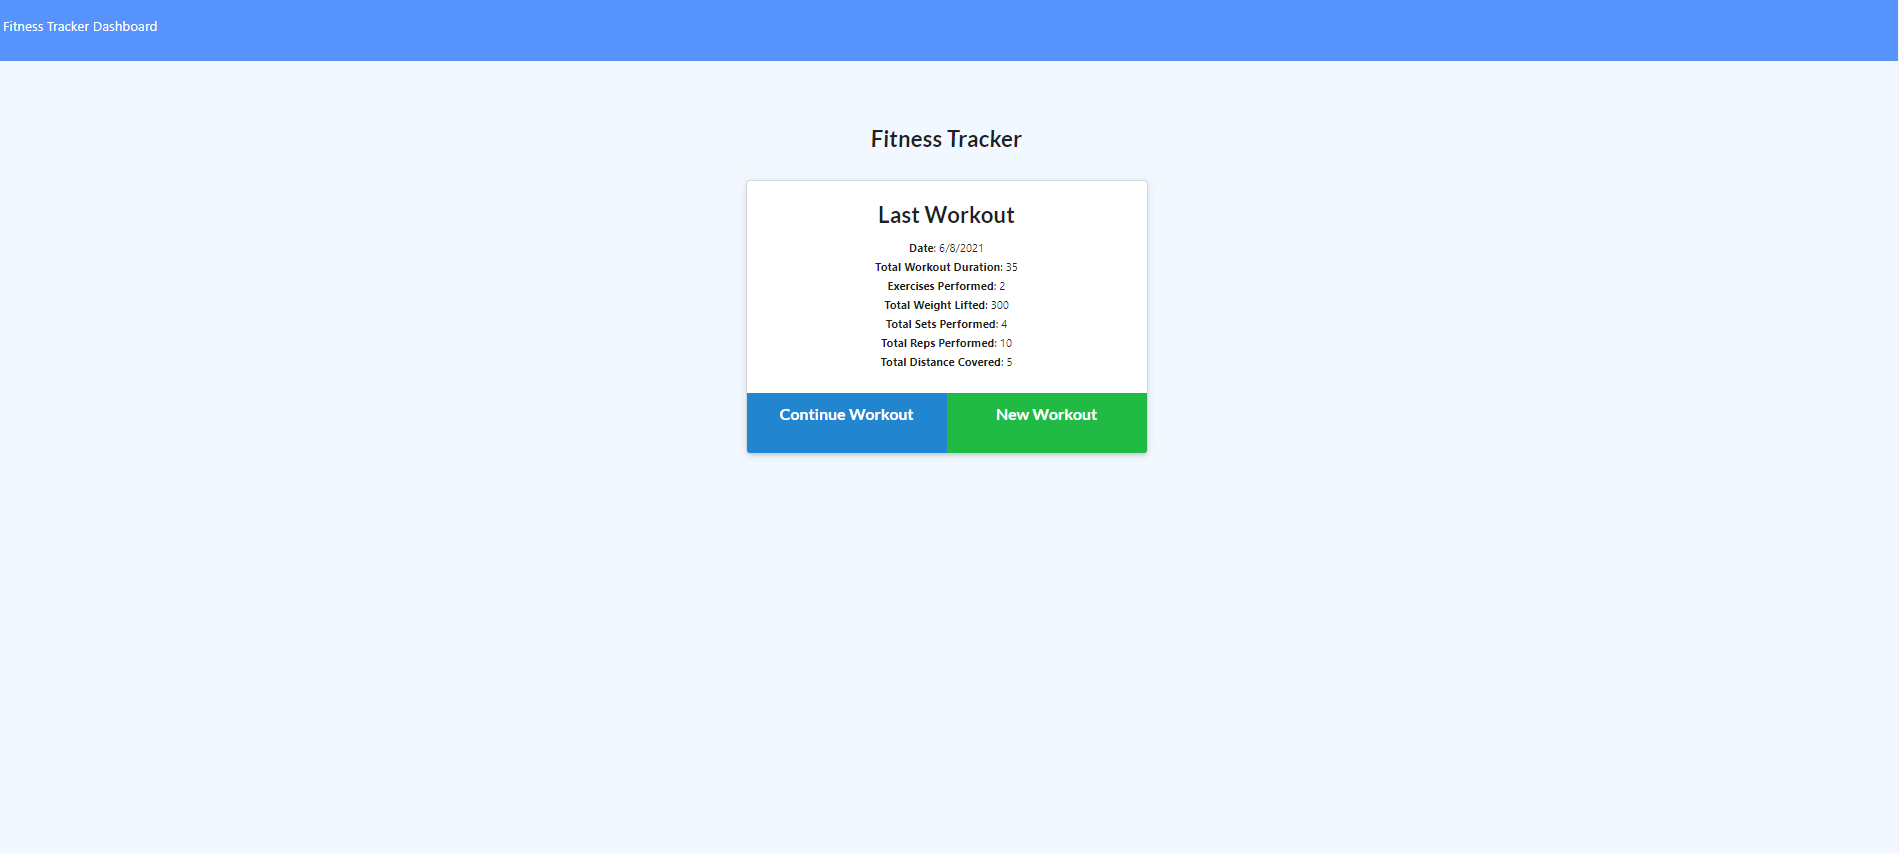 Fitness Tracker Dashboard
Fitness Tracker
Last Workout
Date: 6/8/2021
Total Workout Duration: 35
Exercises Performed: 2
Total Weight Lifted: 300
Total Sets Performed: 4
Total Reps Performed: 10
Total Distance Covered: 5
Continue Workout New Workout